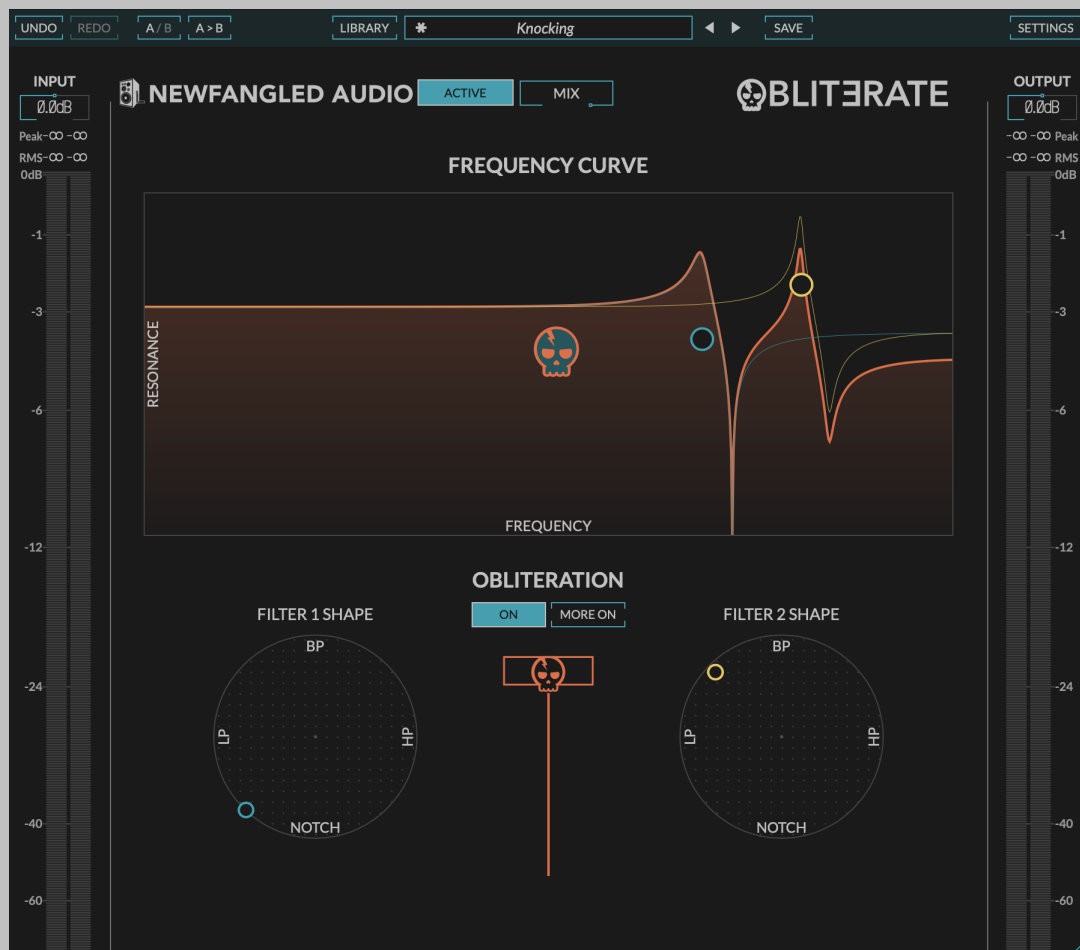 UNDO REDO A / B A > B LIBRARY * Knocking SAVE SETTINGS
INPUT
0.0dB
Peak -∞ -∞
RMS -∞ -∞
0dB
-1
-3
-6
-12
-24
-40
-60
NEWFANGLED AUDIO ACTIVE MIX OBLITERATE
FREQUENCY CURVE
RESONANCE
FREQUENCY
OBLITERATION
ON MORE ON
FILTER 1 SHAPE
BP
LP
HP
NOTCH
FILTER 2 SHAPE
BP
LP
HP
NOTCH
OUTPUT
0.0dB
-∞ -∞ Peak
-∞ -∞ RMS
0dB
-1
-3
-6
-12
-24
-40
-60